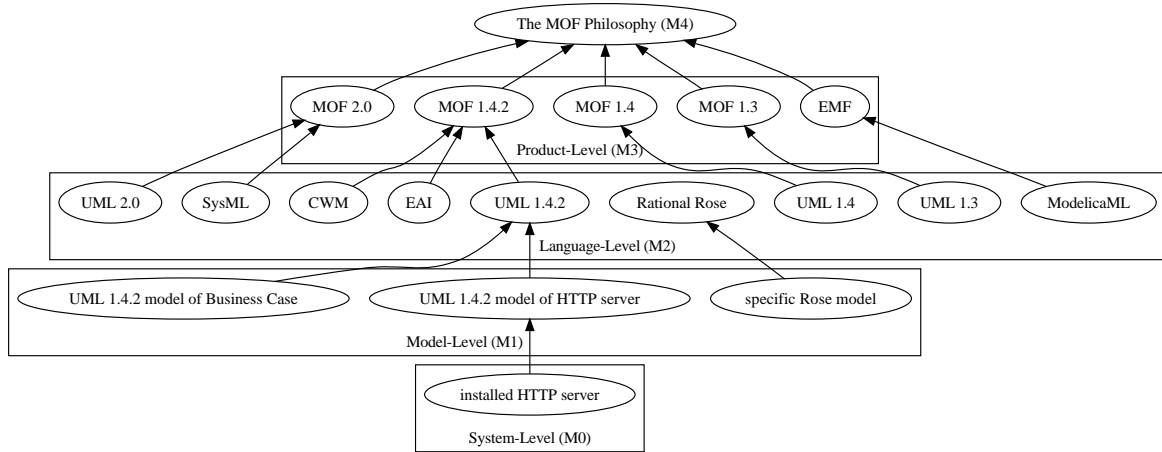 The MOF Philosophy (M4)
MOF 2.0
MOF 1.4.2
MOF 1.4
MOF 1.3
EMF
Product-Level (M3)
UML 2.0
SysML
CWM
EAI
UML 1.4.2
Rational Rose
UML 1.4
UML 1.3
ModelicaML
Language-Level (M2)
UML 1.4.2 model of Business Case
UML 1.4.2 model of HTTP server
specific Rose model
Model-Level (M1)
installed HTTP server
System-Level (M0)